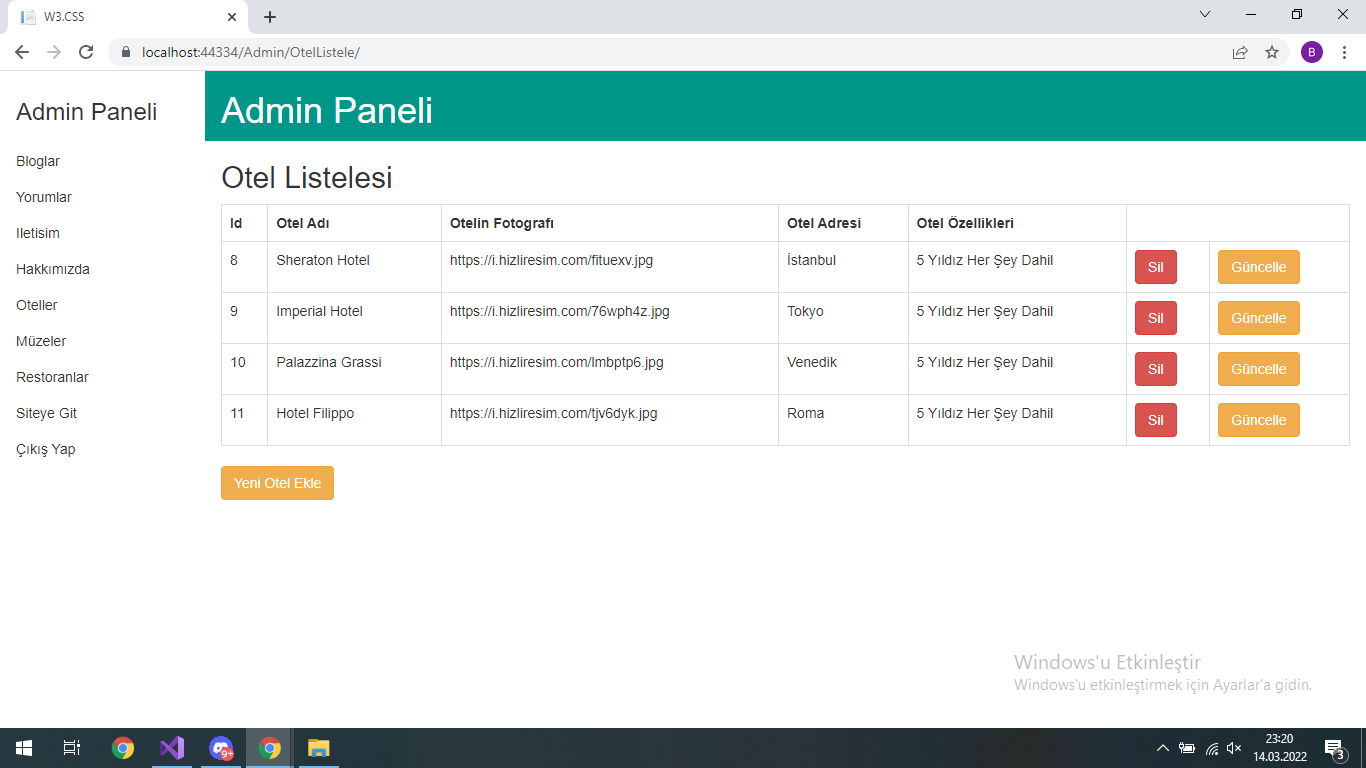 W3.CSS
localhost:44334/Admin/OtelListele/
B
Admin Paneli
Bloglar
Yorumlar
Iletisim
Hakkımızda
Oteller
Müzeler
Restoranlar
Siteye Git
Çıkış Yap
Admin Paneli
Otel Listelesi
Id Otel Adı Otelin Fotografı Otel Adresi Otel Özellikleri
8 Sheraton Hotel https://i.hizliresim.com/fituexv.jpg İstanbul 5 Yıldız Her Şey Dahil Sil Güncelle
9 Imperial Hotel https://i.hizliresim.com/76wph4z.jpg Tokyo 5 Yıldız Her Şey Dahil Sil Güncelle
10 Palazzina Grassi https://i.hizliresim.com/lmbptp6.jpg Venedik 5 Yıldız Her Şey Dahil Sil Güncelle
11 Hotel Filippo https://i.hizliresim.com/tjv6dyk.jpg Roma 5 Yıldız Her Şey Dahil Sil Güncelle
Yeni Otel Ekle
Windows'u Etkinleştir
Windows'u etkinleştirmek için Ayarlar'a gidin.
9+
23:20
14.03.2022
3